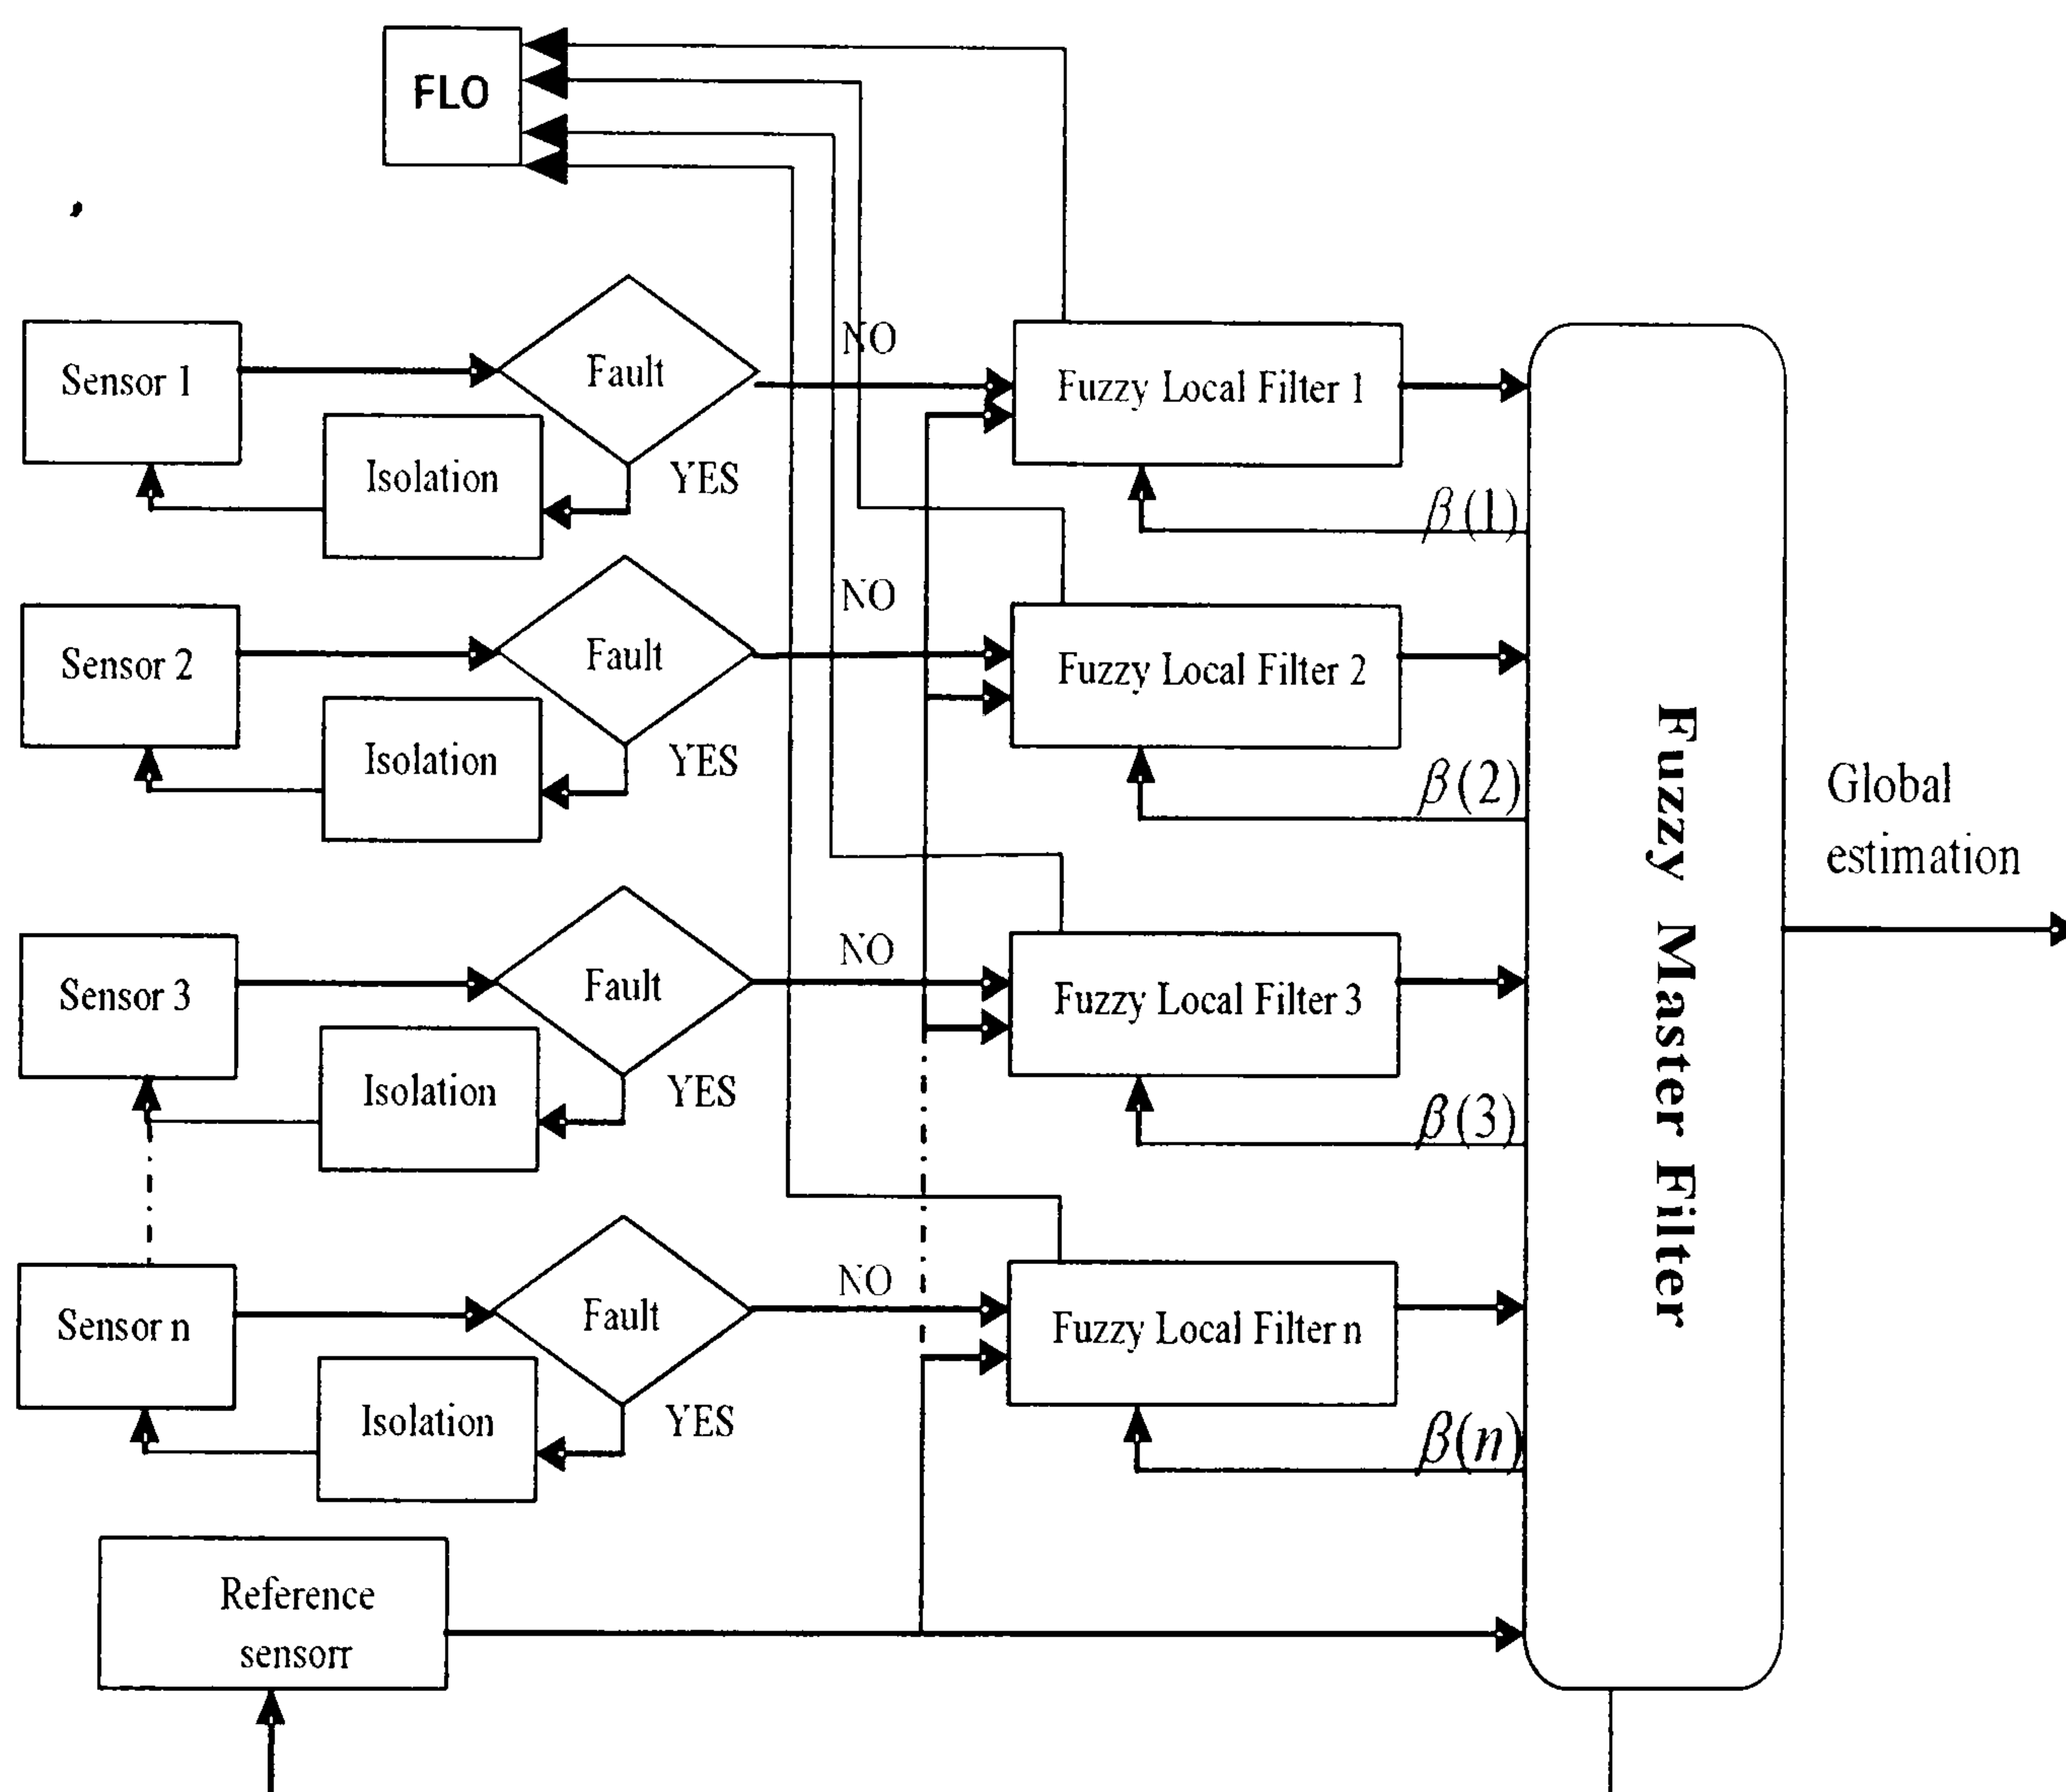 FLO
Sensor 1
Fault
NO
Fuzzy Local Filter 1
Isolation
YES
β(1)
Sensor 2
Fault
NO
Fuzzy Local Filter 2
Isolation
YES
β(2)
Global
estimation
Fuzzy Master Filter
Sensor 3
Fault
NO
Fuzzy Local Filter 3
Isolation
YES
β(3)
Sensor n
Fault
NO
Fuzzy Local Filter n
Isolation
YES
β(n)
Reference
sensorr